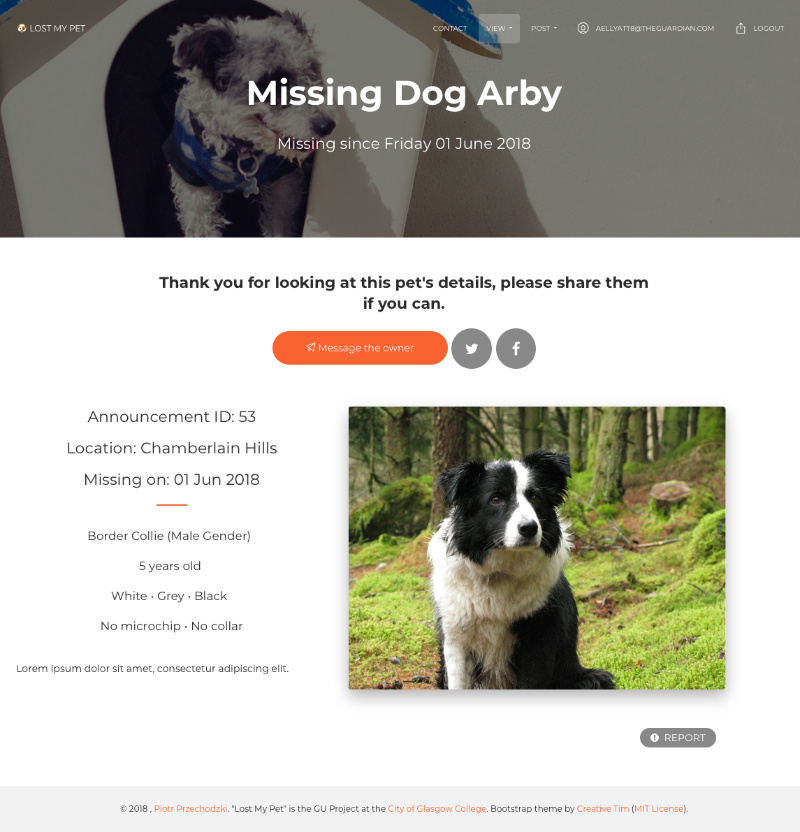 LOST MY PET
CONTACT VIEW POST AELLYATT8@THEGUARDIAN.COM LOGOUT
Missing Dog Arby
Missing since Friday 01 June 2018
Thank you for looking at this pet's details, please share them
if you can.
Message the owner
Announcement ID: 53
Location: Chamberlain Hills
Missing on: 01 Jun 2018
Border Collie (Male Gender)
5 years old
White • Grey • Black
No microchip • No collar
Lorem ipsum dolor sit amet, consectetur adipiscing elit.
REPORT
© 2018 , Piotr Przechodzki. "Lost My Pet" is the GU Project at the City of Glasgow College. Bootstrap theme by Creative Tim (MIT License).